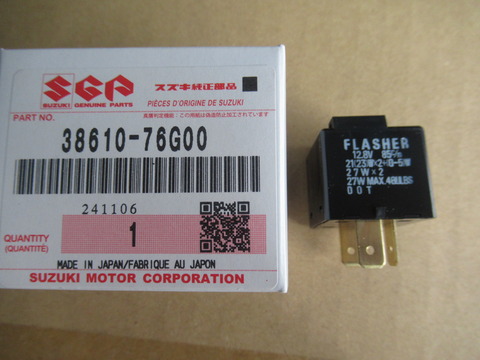 SGP
SUZUKI GENUINE PARTS
スズキ純正部品
PIÈCES D'ORIGINE DE SUZUKI
PART NO.
38610-76G00
241106
QUANTITY
(QUANTITÉ)
1
MADE IN JAPAN/FABRIQUE AU JAPON
SUZUKI MOTOR CORPORATION
FLASHER
12.8V 85c/m
27W×2
27W MAX.4BULBS
DOT